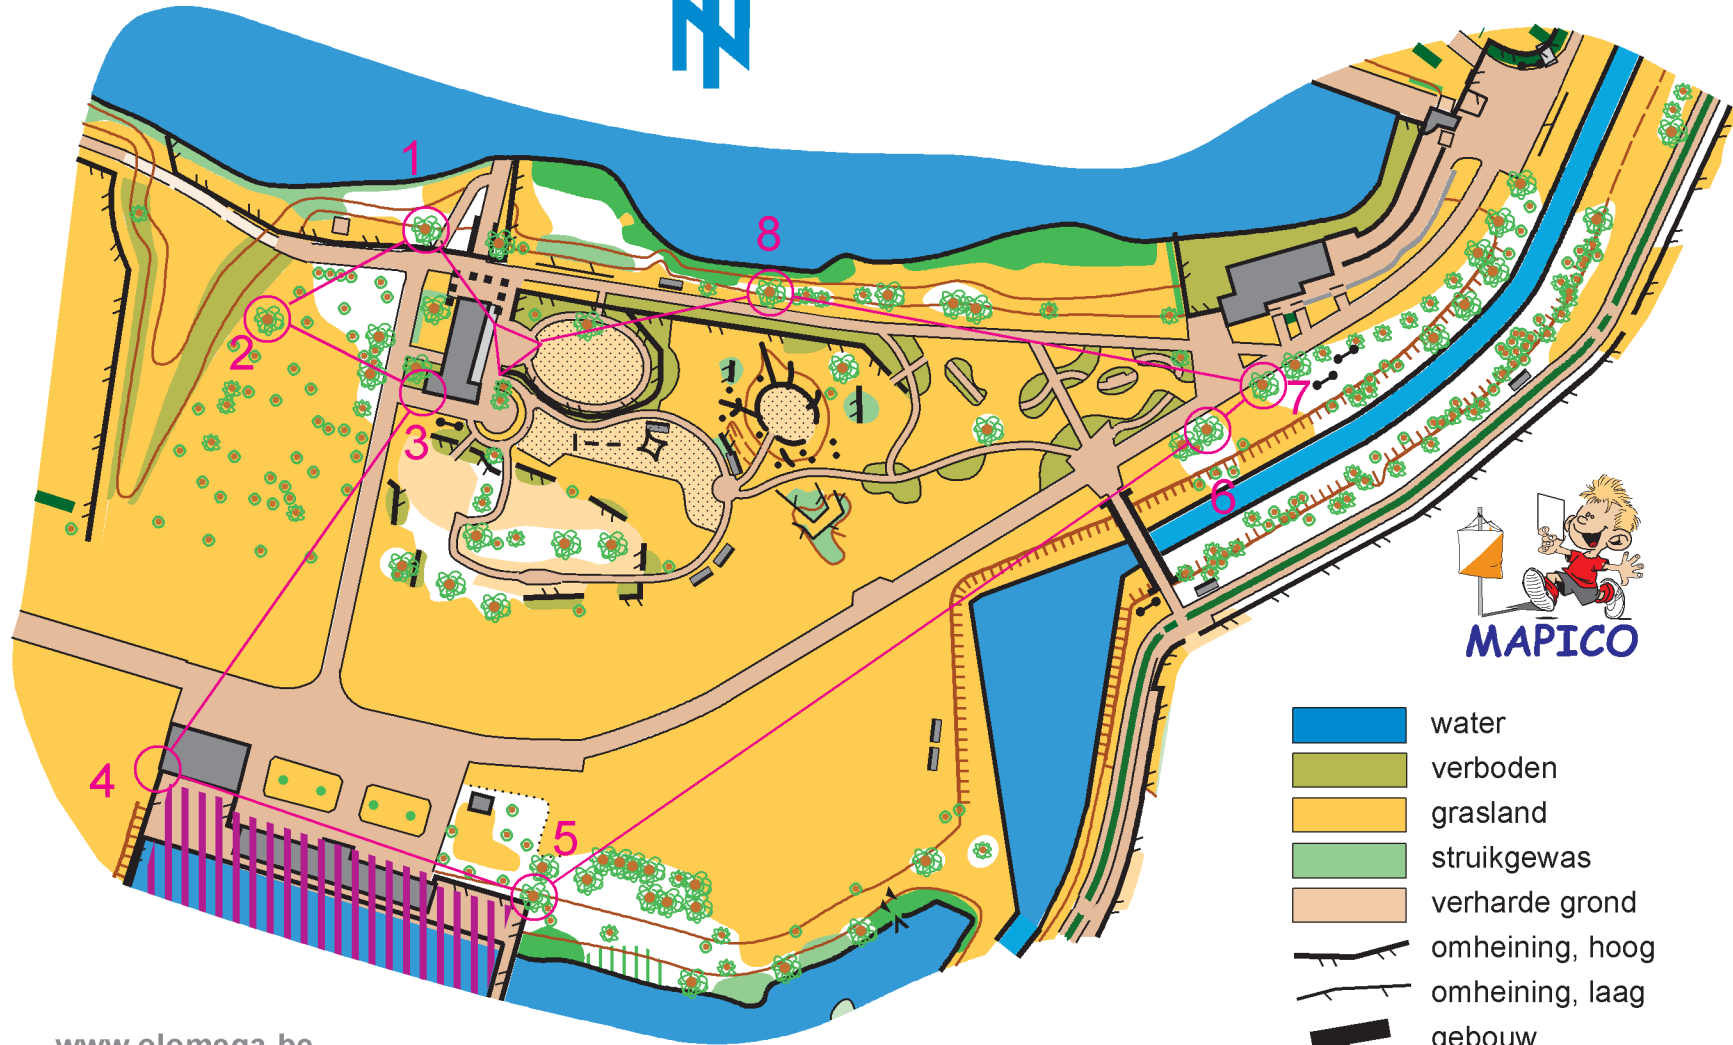 N
1
8
2
7
3
6
MAPICO
4
5
water
verboden
grasland
struikgewas
verharde grond
omheining, hoog
omheining, laag
gebouw
www.olomega.be